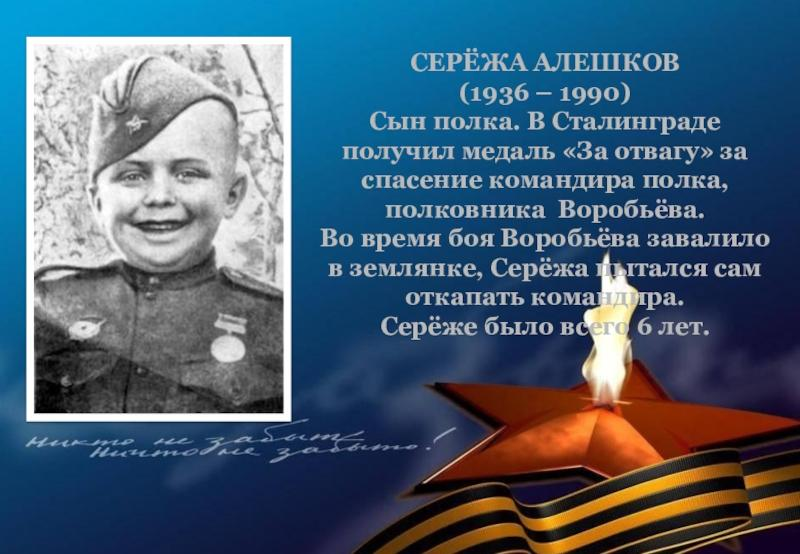 СЕРЁЖА АЛЕШКОВ
(1936 – 1990)
Сын полка. В Сталинграде
получил медаль «За отвагу» за
спасение командира полка,
полковника Воробьёва.
Во время боя Воробьёва завалило
в землянке, Серёжа пытался сам
откапать командира.
Серёже было всего 6 лет.
никто не забыт
ничто не забыто!